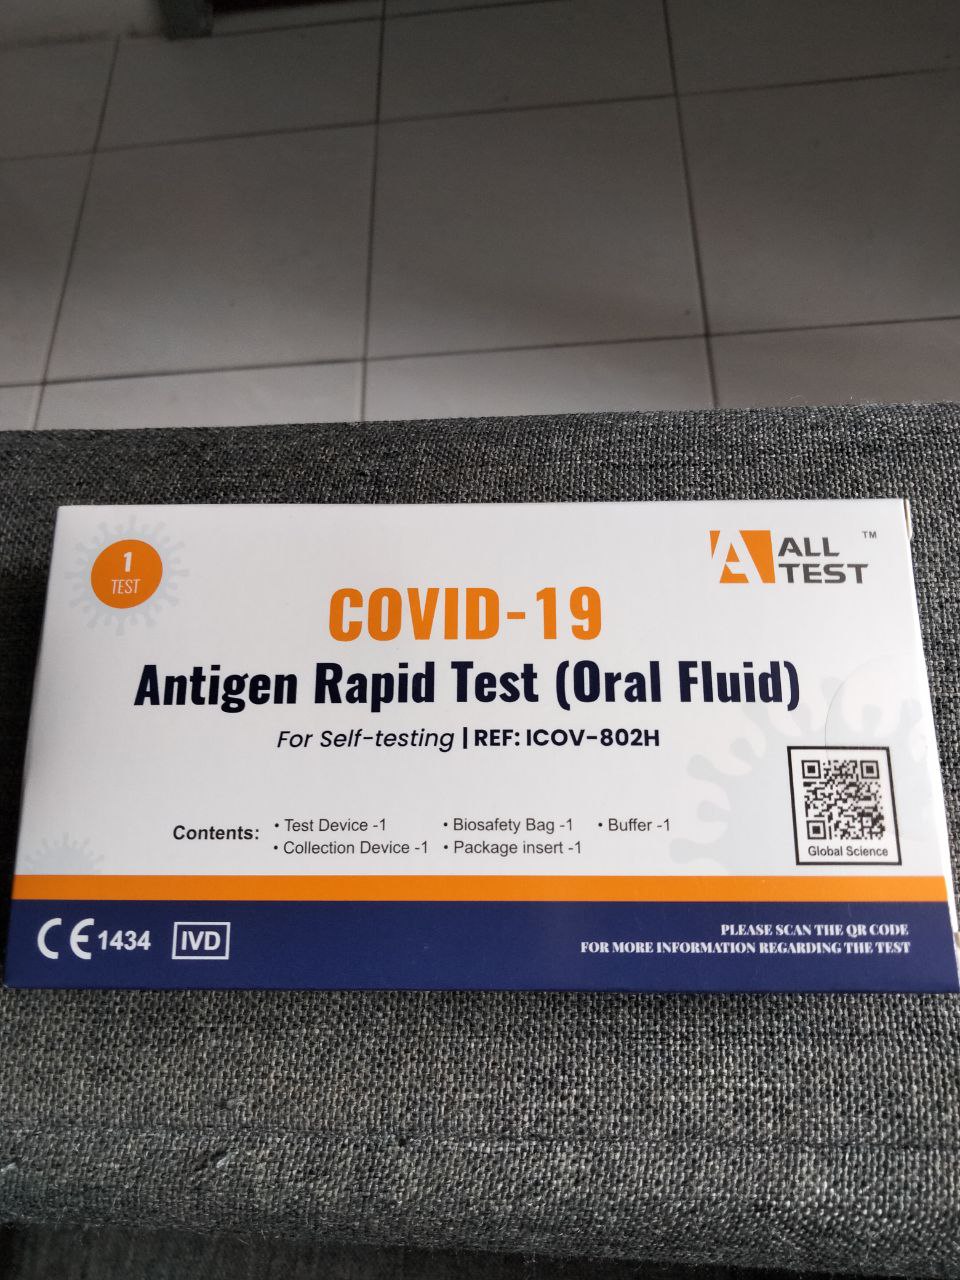 1
TEST
ALL
TEST
TM
COVID-19
Antigen Rapid Test (Oral Fluid)
For Self-testing | REF: ICOV-802H
Contents: • Test Device -1 • Biosafety Bag -1 • Buffer -1
• Collection Device -1 • Package insert -1
Global Science
CE 1434 IVD
PLEASE SCAN THE QR CODE
FOR MORE INFORMATION REGARDING THE TEST